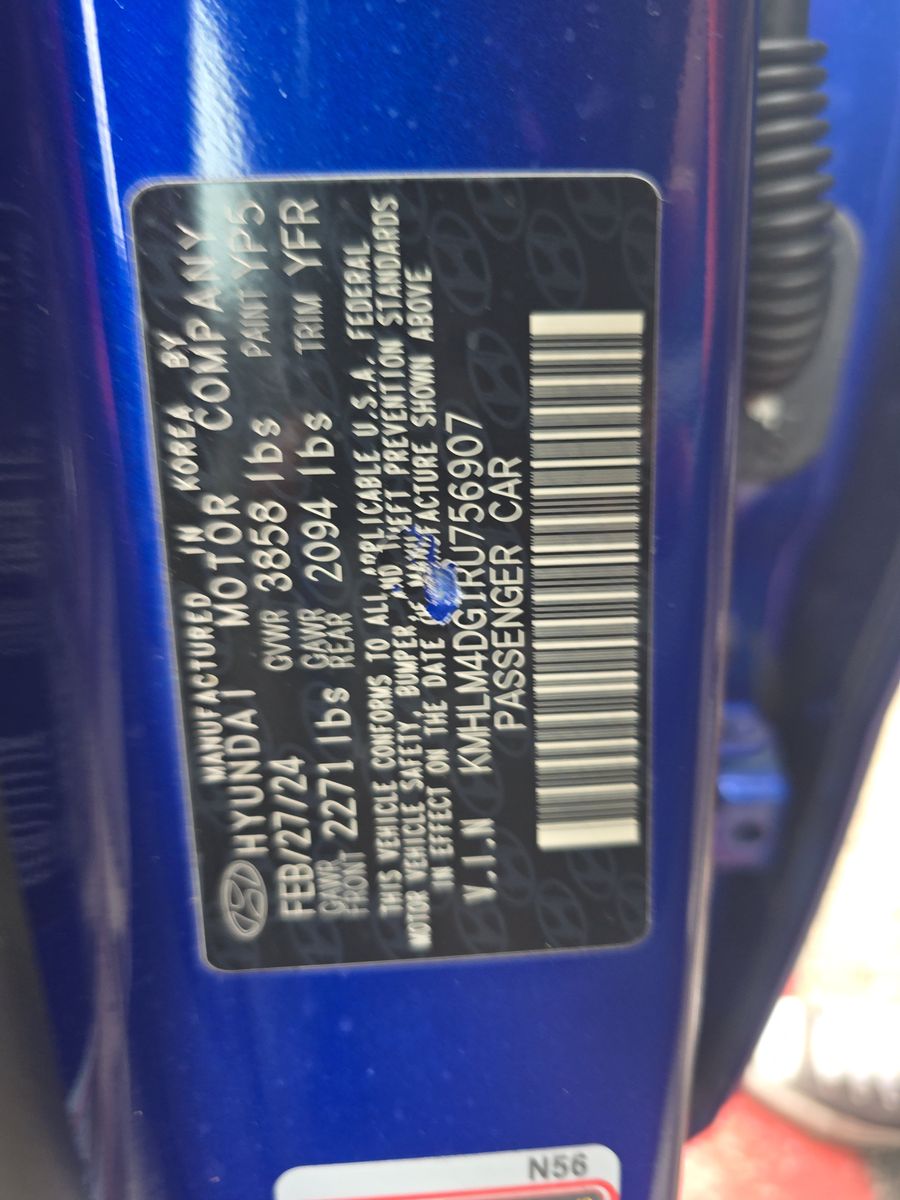 MANUFACTURED IN KOREA BY
HYUNDAI MOTOR COMPANY
FEB/27/24 GVWR 3858 lbs PAINT YP5
GAWR FRONT 2271 lbs GAWR REAR 2094 lbs TRIM YFR
THIS VEHICLE CONFORMS TO ALL APPLICABLE U.S.A. FEDERAL
MOTOR VEHICLE SAFETY, BUMPER, AND THEFT PREVENTION STANDARDS
IN EFFECT ON THE DATE OF MANUFACTURE SHOWN ABOVE
V.I.N KMHLM4DG1RU756907
PASSENGER CAR
N56